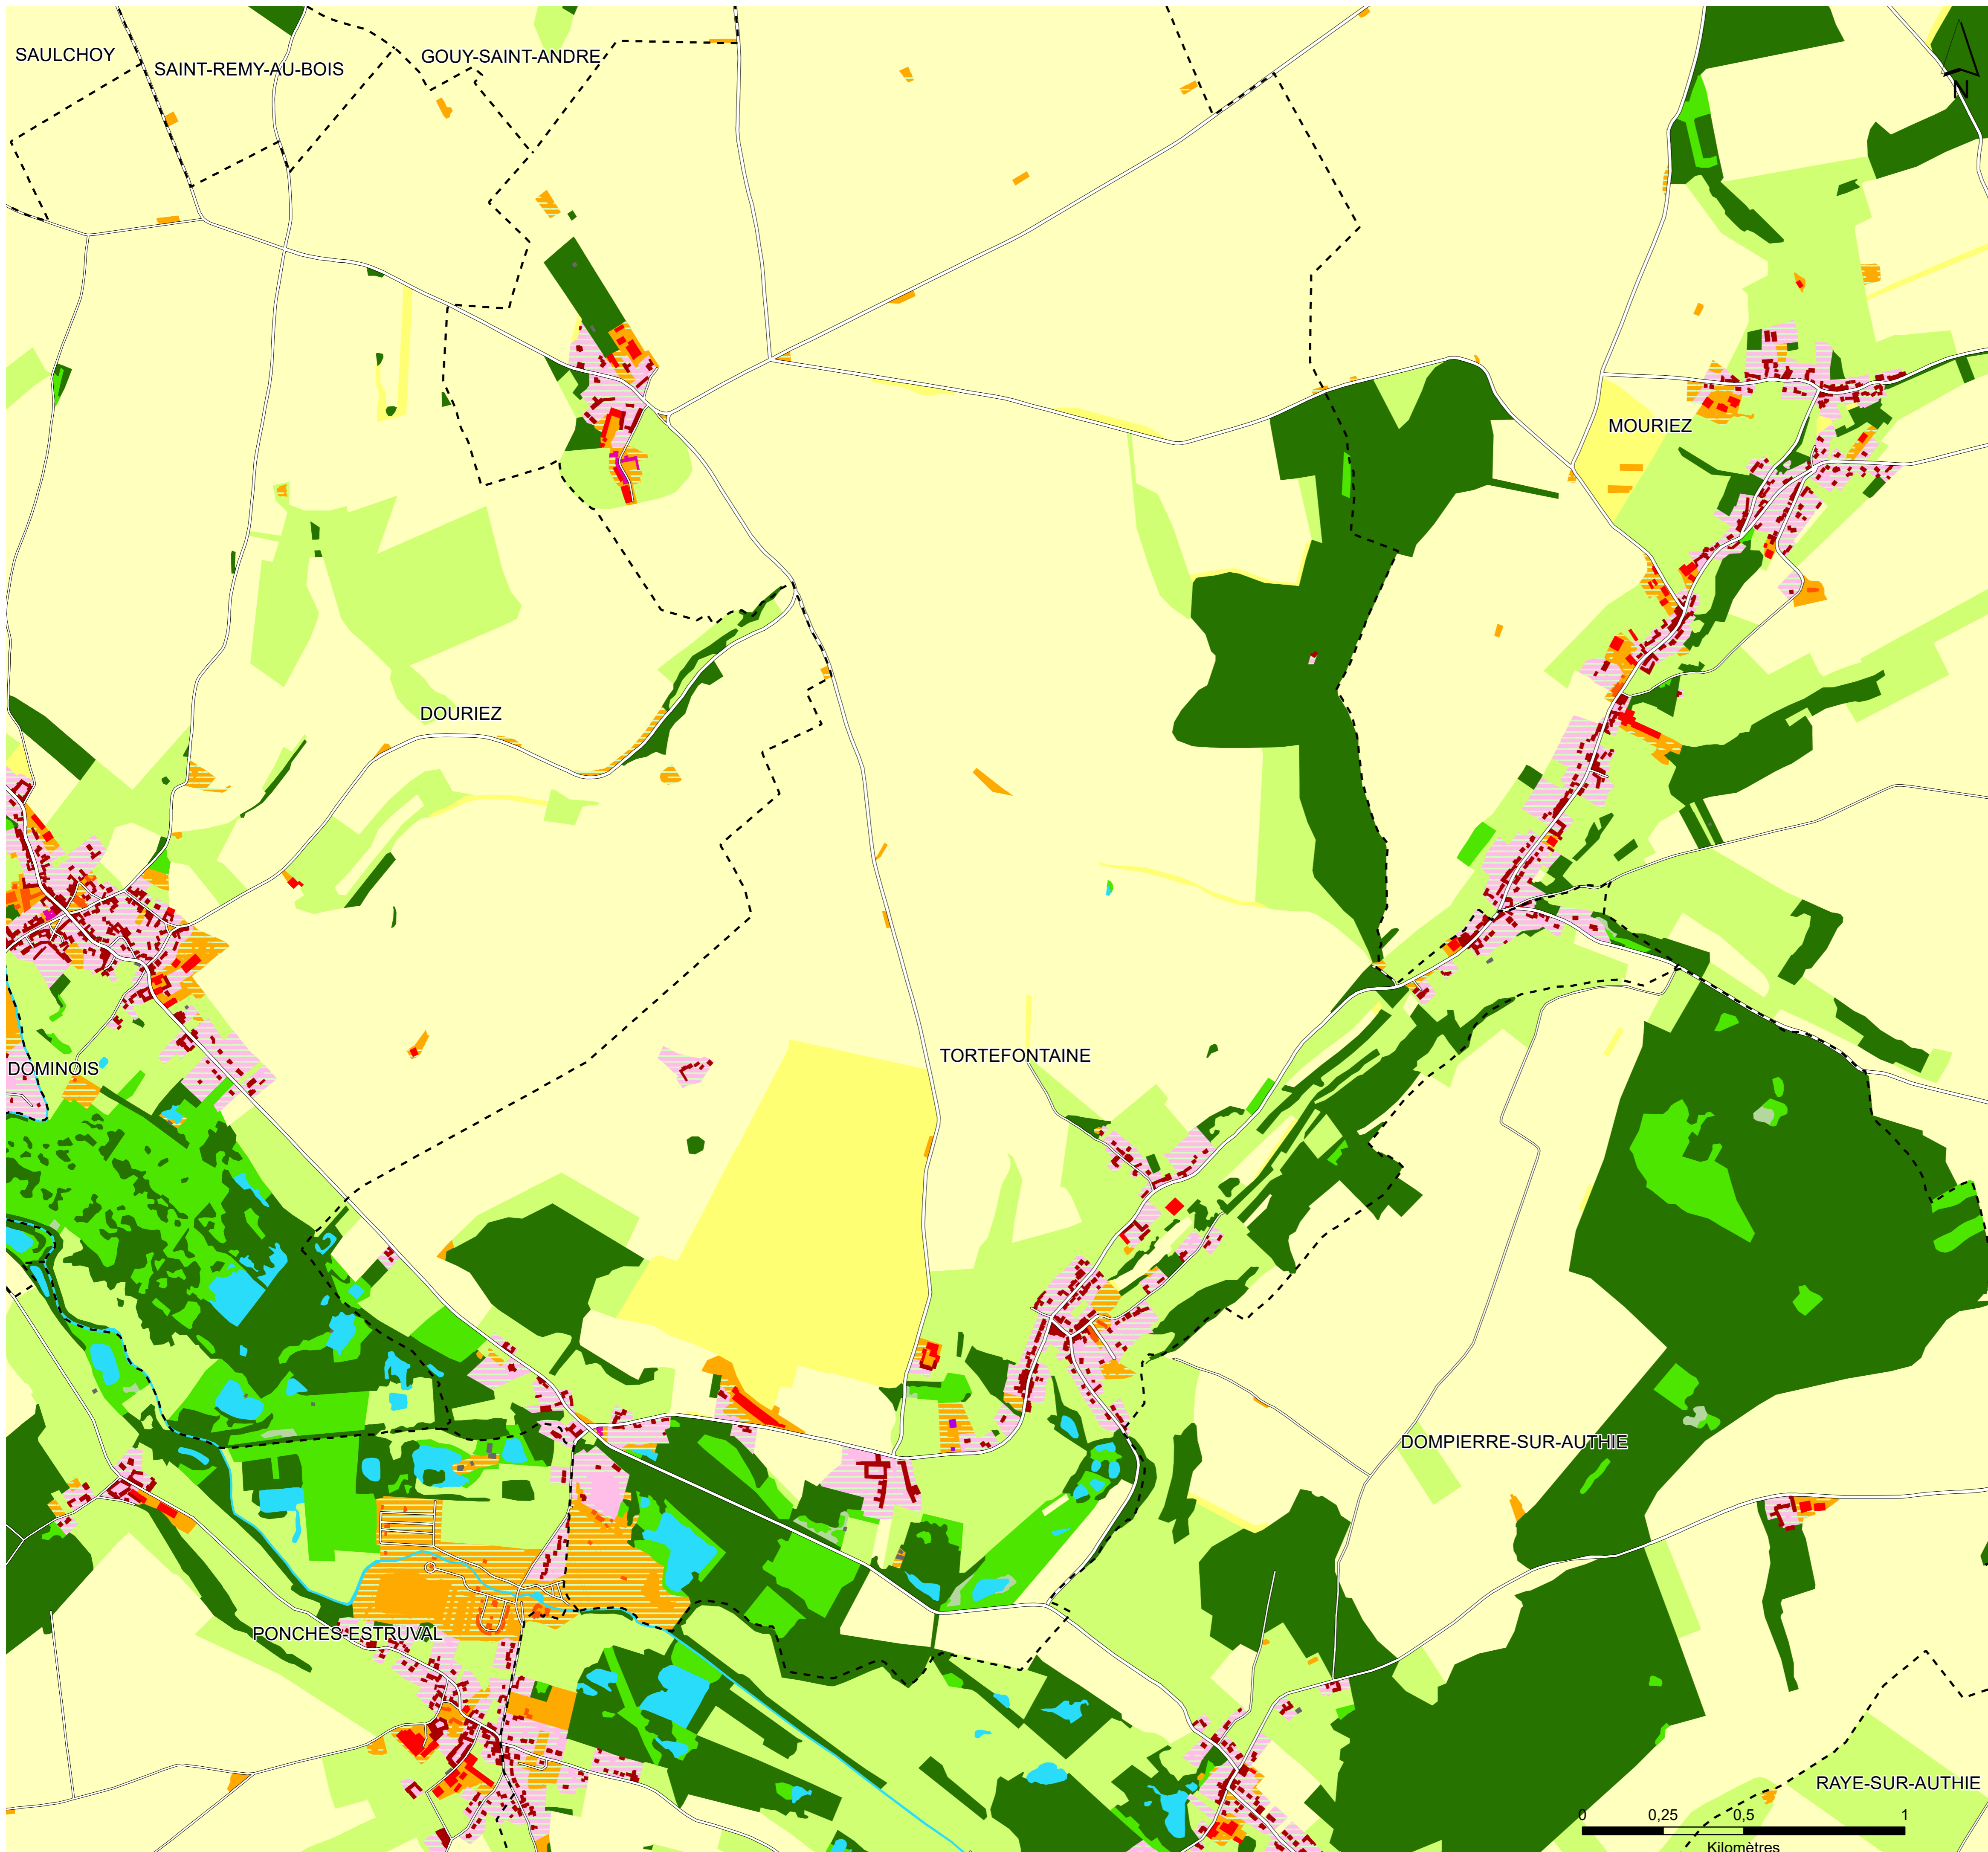 SAULCHOY
SAINT-REMY-AU-BOIS
GOUY-SAINT-ANDRE
N
MOURIEZ
DOURIEZ
TORTEFONTAINE
DOMINOIS
DOMPIERRE-SUR-AUTHIE
PONCHES-ESTRUVAL
RAYE-SUR-AUTHIE
0 0,25 0,5 1
Kilomètres